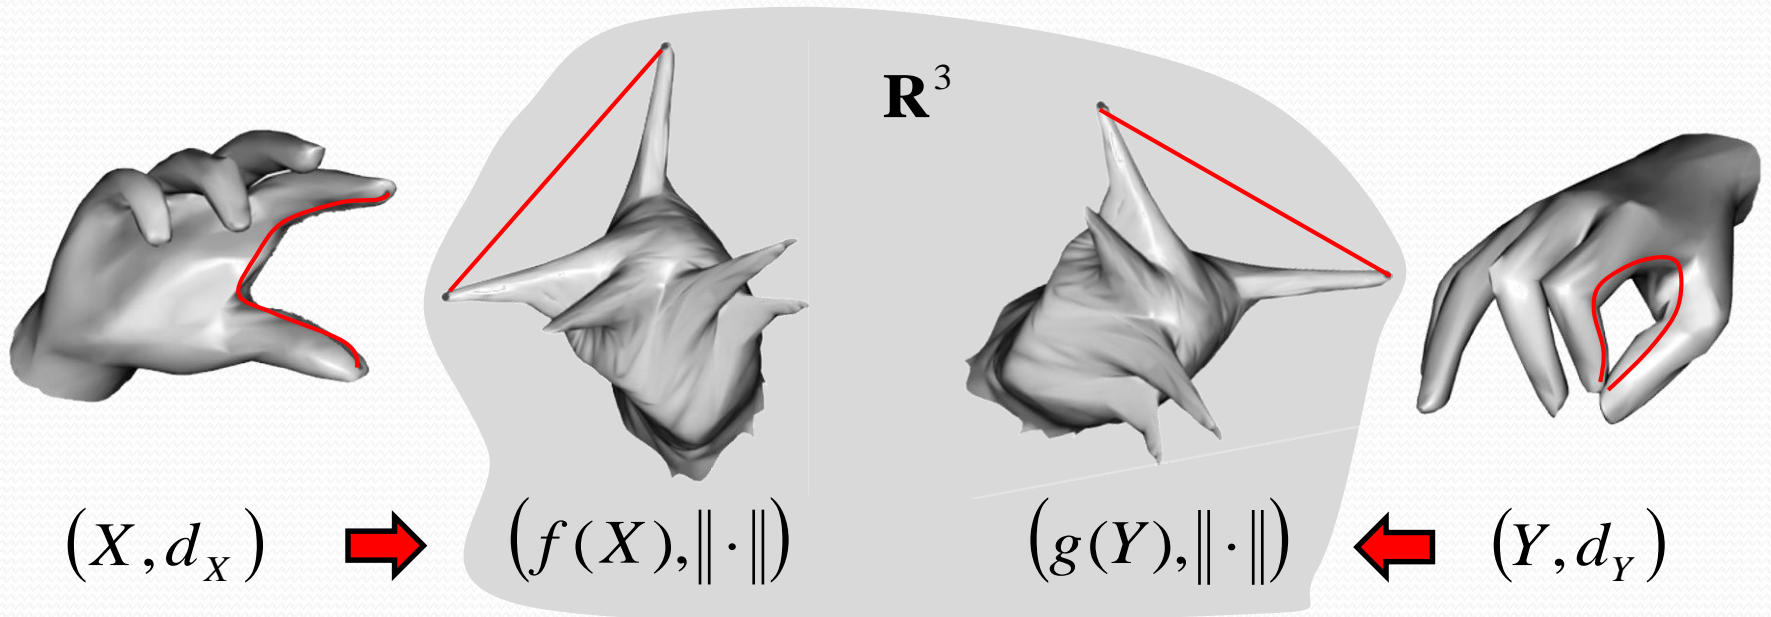 R³
(X, d_X)
(f(X), ‖·‖)
(g(Y), ‖·‖)
(Y, d_Y)